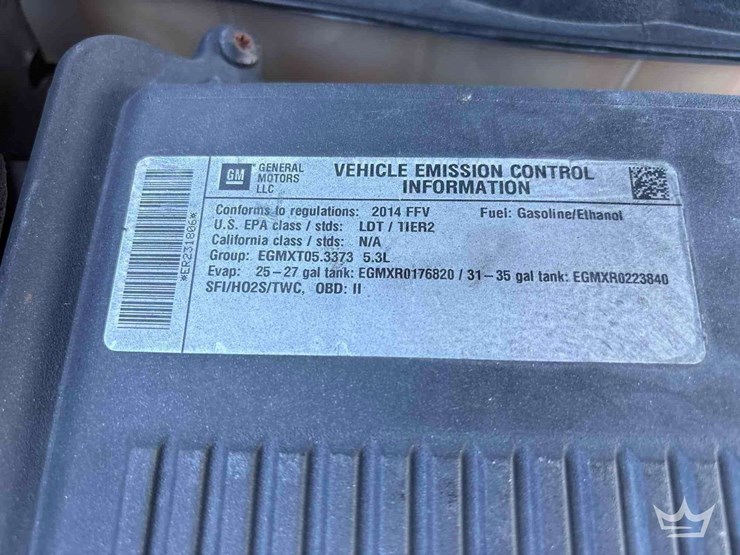 GM
GENERAL
MOTORS
LLC
VEHICLE EMISSION CONTROL
INFORMATION
Conforms to regulations: 2014 FFV Fuel: Gasoline/Ethanol
U.S. EPA class / stds: LDT / TIER2
California class / stds: N/A
Group: EGMXT05.3373 5.3L
Evap: 25-27 gal tank: EGMXR0176820 / 31-35 gal tank: EGMXR0223840
SFI/HO2S/TWC, OBD: II
*ER231806*